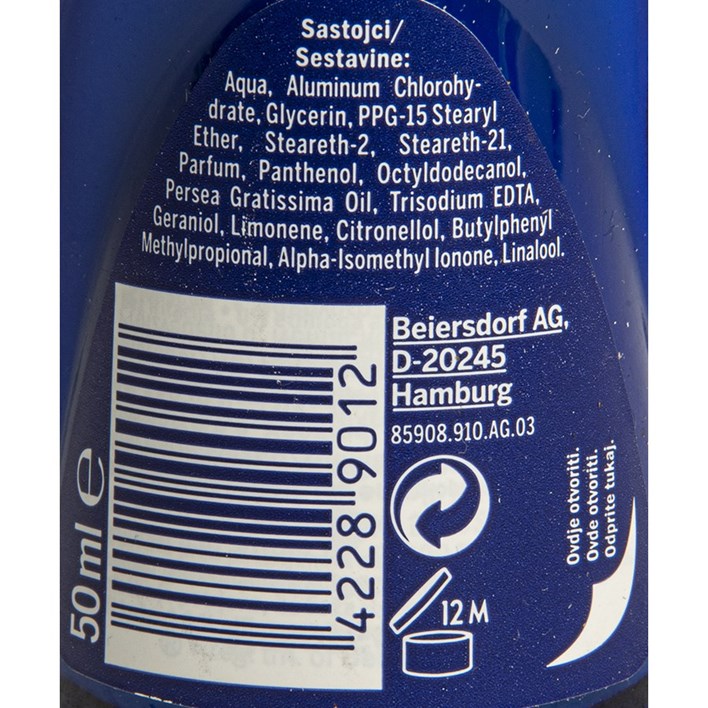 Sastojci/
Sestavine:
Aqua, Aluminum Chlorohy-
drate, Glycerin, PPG-15 Stearyl
Ether, Steareth-2, Steareth-21,
Parfum, Panthenol, Octyldodecanol,
Persea Gratissima Oil, Trisodium EDTA,
Geraniol, Limonene, Citronellol, Butylphenyl
Methylpropional, Alpha-Isomethyl Ionone, Linalool.
Beiersdorf AG,
D-20245
Hamburg
85908.910.AG.03
4228 9012
50 ml e
12 M
Ovdje otvoriti.
Ovde otvoriti.
Odprite tukaj.